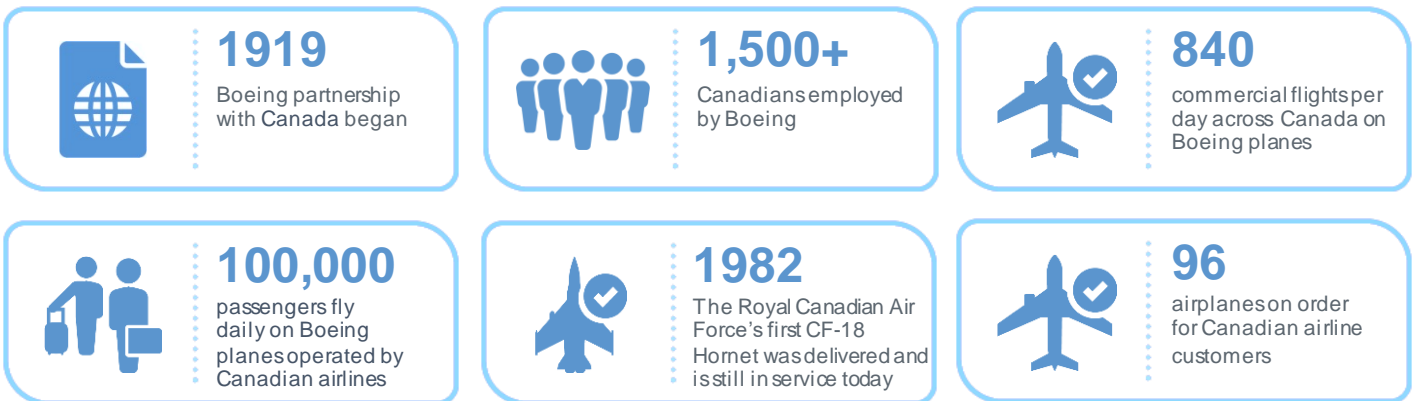 1919
Boeing partnership
with Canada began
1,500+
Canadians employed
by Boeing
840
commercial flights per
day across Canada on
Boeing planes
100,000
passengers fly
daily on Boeing
planes operated by
Canadian airlines
1982
The Royal Canadian Air
Force’s first CF-18
Hornet was delivered and
is still in service today
96
airplanes on order
for Canadian airline
customers